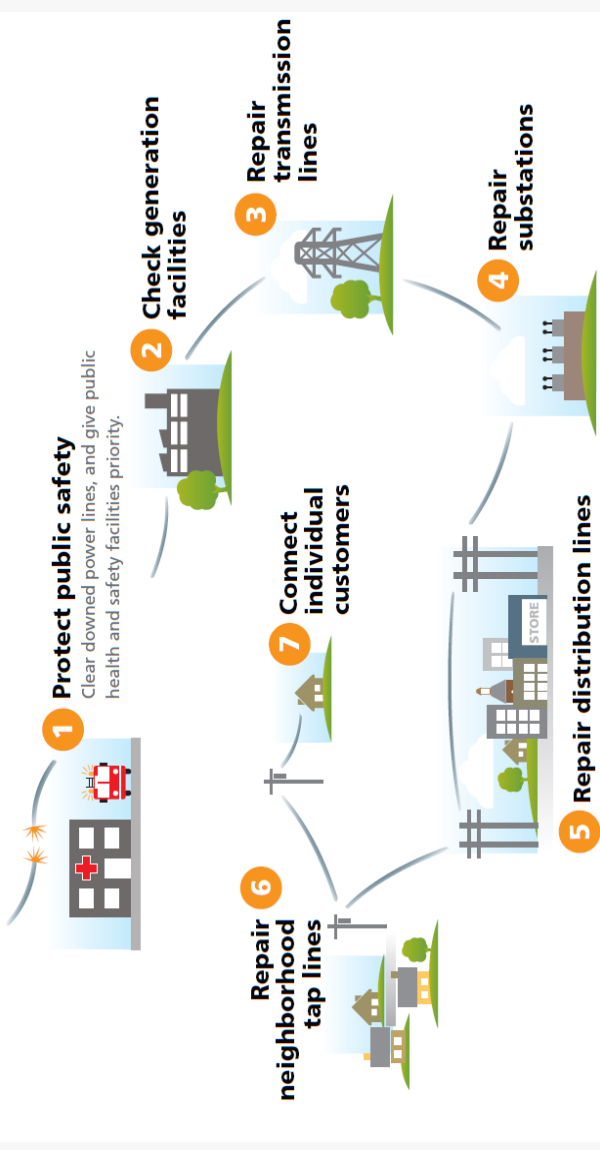 1
Protect public safety
Clear downed power lines, and give public
health and safety facilities priority.
2
Check generation
facilities
3
Repair
transmission
lines
4
Repair
substations
STORE
5
Repair distribution lines
6
Repair
neighborhood
tap lines
7
Connect
individual
customers